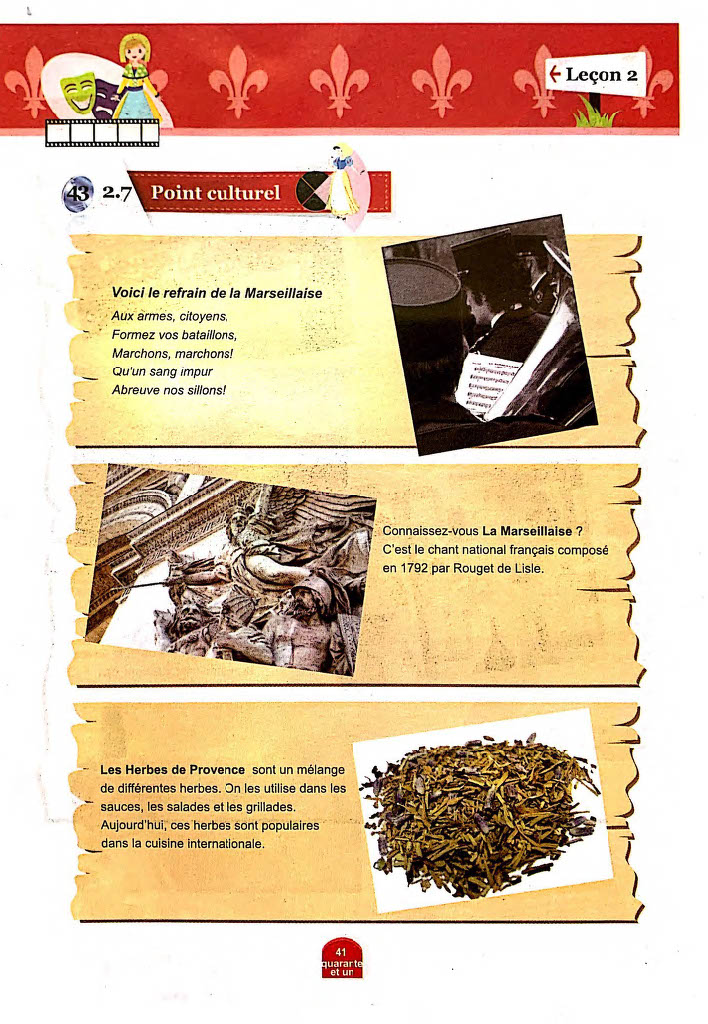 Leçon 2
43 2.7 Point culturel
Voici le refrain de la Marseillaise
Aux armes, citoyens.
Formez vos bataillons,
Marchons, marchons!
Qu'un sang impur
Abreuve nos sillons!
Connaissez-vous La Marseillaise ?
C'est le chant national français composé
en 1792 par Rouget de Lisle.
Les Herbes de Provence sont un mélange
de différentes herbes. On les utilise dans les
sauces, les salades et les grillades.
Aujourd'hui, ces herbes sont populaires
dans la cuisine internationale.
41
quararte
et un